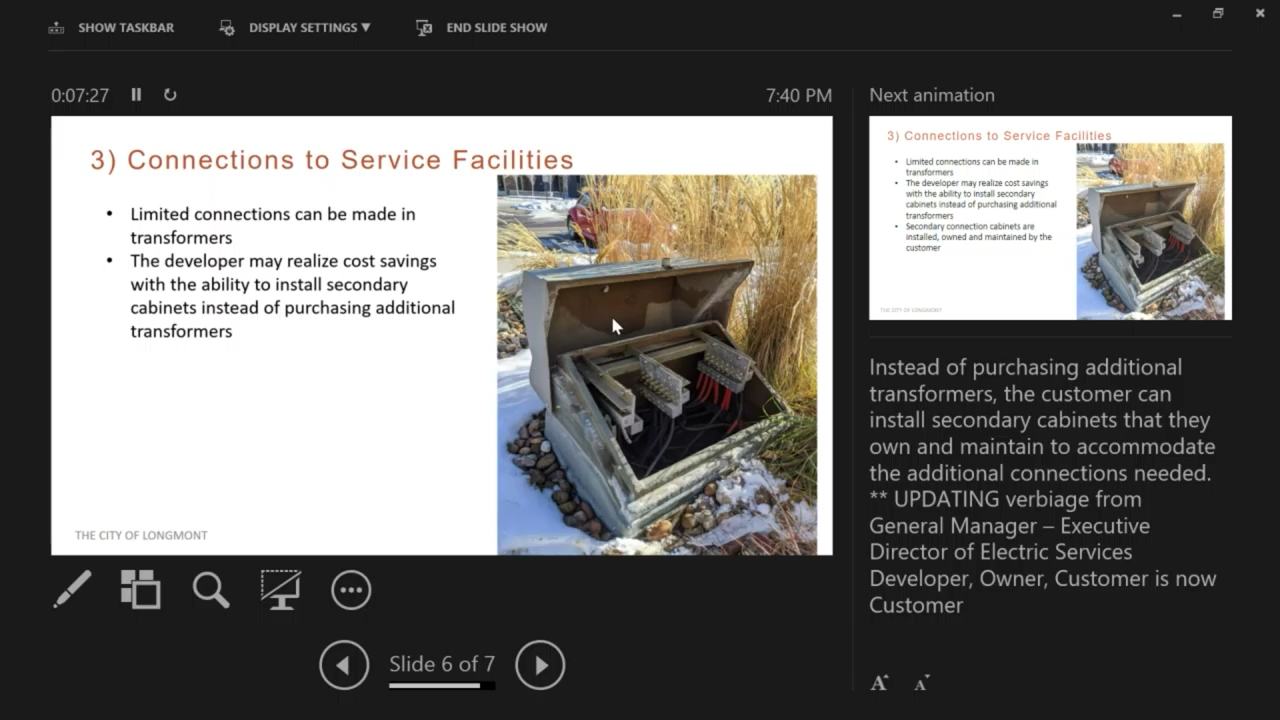 SHOW TASKBAR
DISPLAY SETTINGS ▼
END SLIDE SHOW
0:07:27
7:40 PM
3) Connections to Service Facilities
• Limited connections can be made in
transformers
• The developer may realize cost savings
with the ability to install secondary
cabinets instead of purchasing additional
transformers
THE CITY OF LONGMONT
Slide 6 of 7
Next animation
3) Connections to Service Facilities
• Limited connections can be made in
transformers
• The developer may realize cost savings
with the ability to install secondary
cabinets instead of purchasing additional
transformers
• Secondary connection cabinets are
installed, owned and maintained by the
customer
THE CITY OF LONGMONT
Instead of purchasing additional
transformers, the customer can
install secondary cabinets that they
own and maintain to accommodate
the additional connections needed.
** UPDATING verbiage from
General Manager – Executive
Director of Electric Services
Developer, Owner, Customer is now
Customer
A A